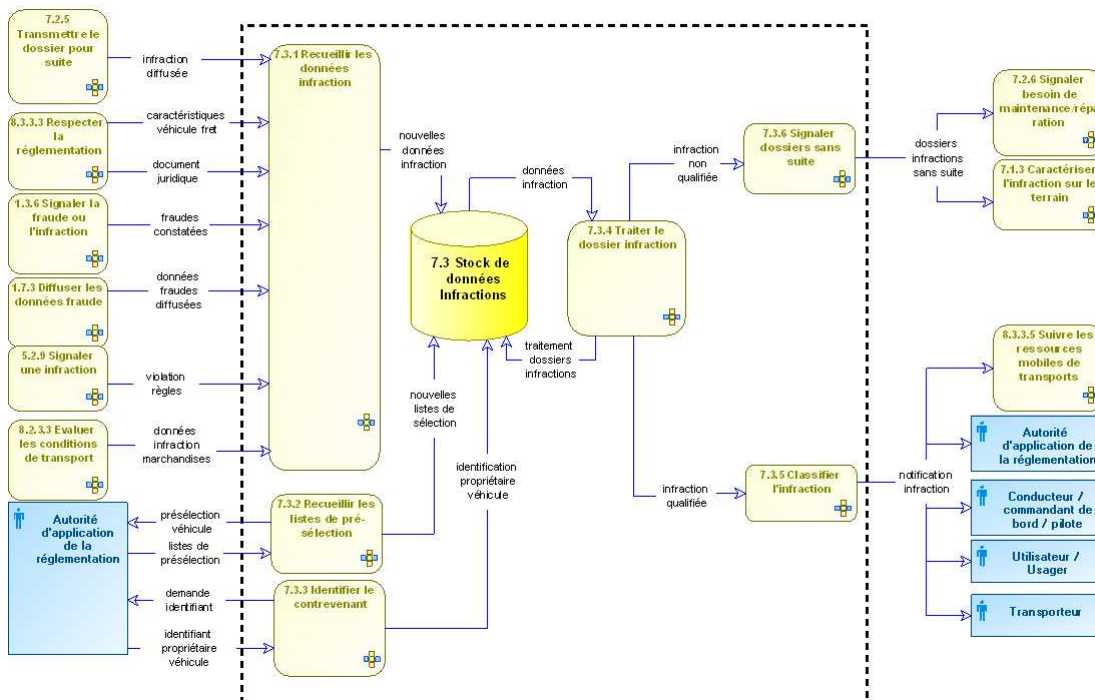 7.2.5
Transmettre le
dossier pour
suite
infraction
diffusée
8.3.3.3 Respecter
la
réglementation
caractéristiques
véhicule fret
document
juridique
1.3.6 Signaler la
fraude ou
l'infraction
fraudes
constatées
1.7.3 Diffuser les
données fraude
données
fraudes
diffusées
5.2.9 Signaler
une infraction
violation
règles
8.2.3.3 Evaluer
les conditions
de transport
données
infraction
marchandises
Autorité
d'application
de la
réglementation
présélection
véhicule
listes de
présélection
demande
identifiant
identifiant
propriétaire
véhicule
7.3.1 Recueillir les
données
infraction
7.3.2 Recueillir les
listes de pré-
sélection
7.3.3 Identifier le
contrevenant
nouvelles
données
infraction
7.3 Stock de
données
Infractions
nouvelles
listes de
sélection
identification
propriétaire
véhicule
données
infraction
traitement
dossiers
infractions
7.3.4 Traiter le
dossier infraction
infraction
non
qualifiée
infraction
qualifiée
7.3.6 Signaler
dossiers sans
suite
7.3.5 Classifier
l'infraction
dossiers
infractions
sans suite
notification
infraction
7.2.6 Signaler
besoin de
maintenance/répa
ration
7.1.3 Caractériser
l'infraction sur le
terrain
8.3.3.5 Suivre les
ressources
mobiles de
transports
Autorité
d'application de
la réglementation
Conducteur /
commandant de
bord / pilote
Utilisateur /
Usager
Transporteur